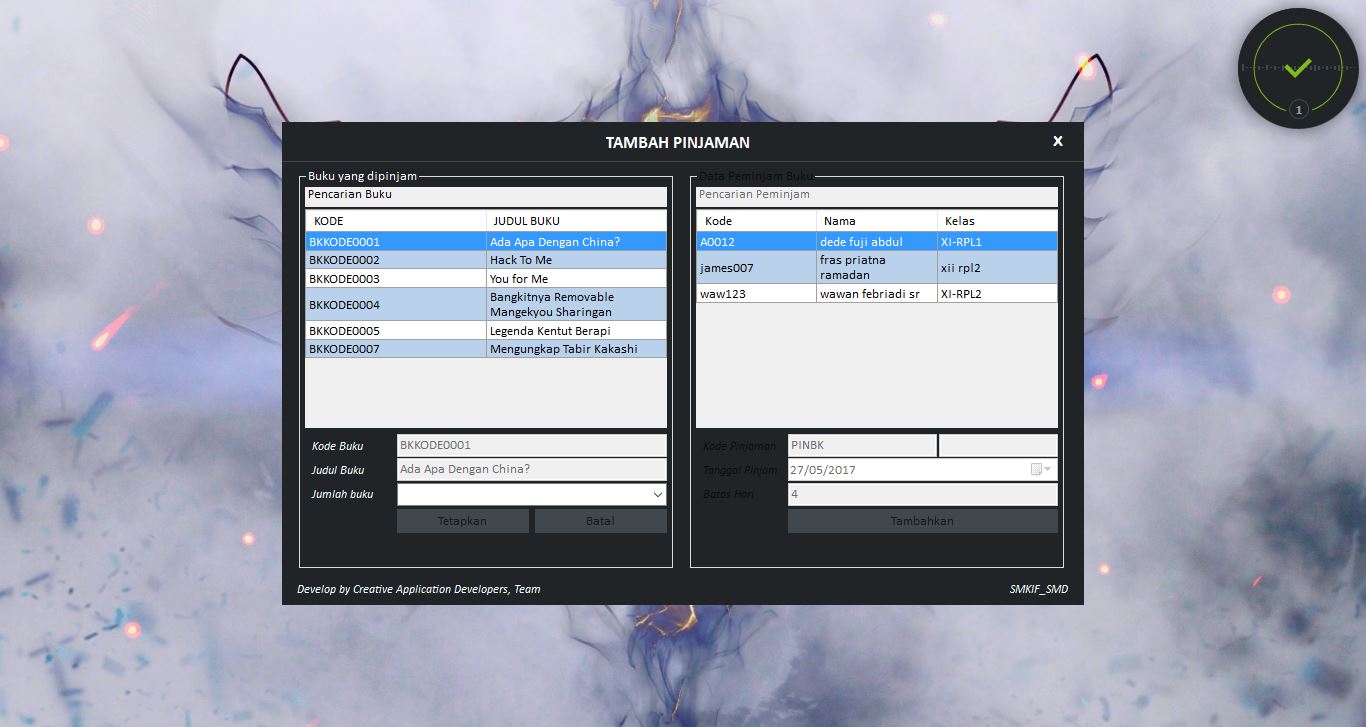 1
TAMBAH PINJAMAN X
Buku yang dipinjam
Pencarian Buku
KODE JUDUL BUKU
BKKODE0001 Ada Apa Dengan China?
BKKODE0002 Hack To Me
BKKODE0003 You for Me
BKKODE0004 Bangkitnya Removable
Mangekyou Sharingan
BKKODE0005 Legenda Kentut Berapi
BKKODE0007 Mengungkap Tabir Kakashi
Kode Buku BKKODE0001
Judul Buku Ada Apa Dengan China?
Jumlah buku
Tetapkan Batal
Data Peminjam Buku
Pencarian Peminjam
Kode Nama Kelas
A0012 dede fuji abdul XI-RPL1
james007 fras priatna
ramadan xii rpl2
waw123 wawan febriadi sr XI-RPL2
Kode Pinjaman PINBK
Tanggal Pinjam 27/05/2017
Batas Hari 4
Tambahkan
Develop by Creative Application Developers, Team
SMKIF_SMD